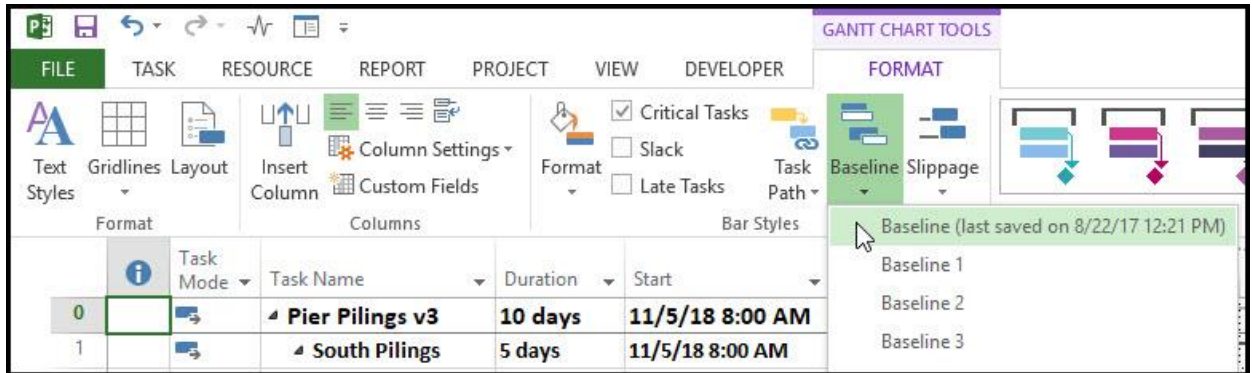 GANTT CHART TOOLS
FILE TASK RESOURCE REPORT PROJECT VIEW DEVELOPER FORMAT
Text Styles
Gridlines
Layout
Format
Insert Column
Column Settings
Custom Fields
Columns
Format
Critical Tasks
Slack
Late Tasks
Task Path
Baseline
Slippage
Bar Styles
Baseline (last saved on 8/22/17 12:21 PM)
Baseline 1
Baseline 2
Baseline 3
Task Mode Task Name Duration Start
0 Pier Pilings v3 10 days 11/5/18 8:00 AM
1 South Pilings 5 days 11/5/18 8:00 AM